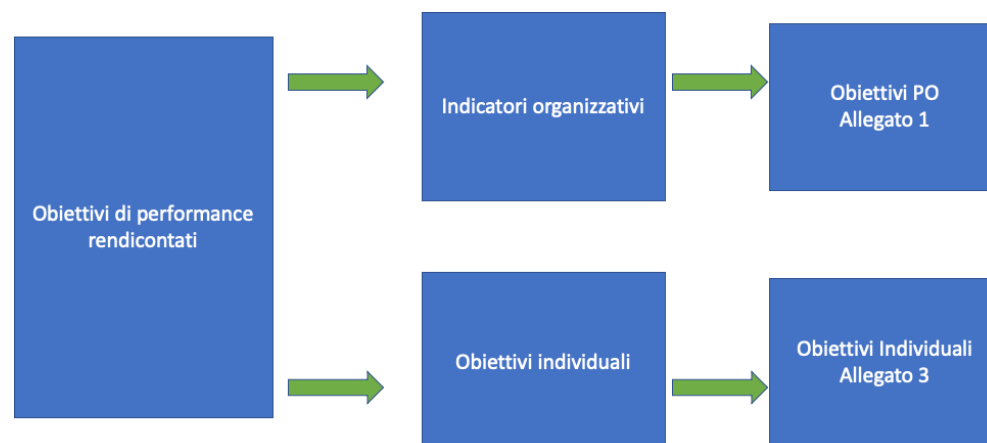 Obiettivi di performance
rendicontati
Indicatori organizzativi
Obiettivi PO
Allegato 1
Obiettivi individuali
Obiettivi Individuali
Allegato 3